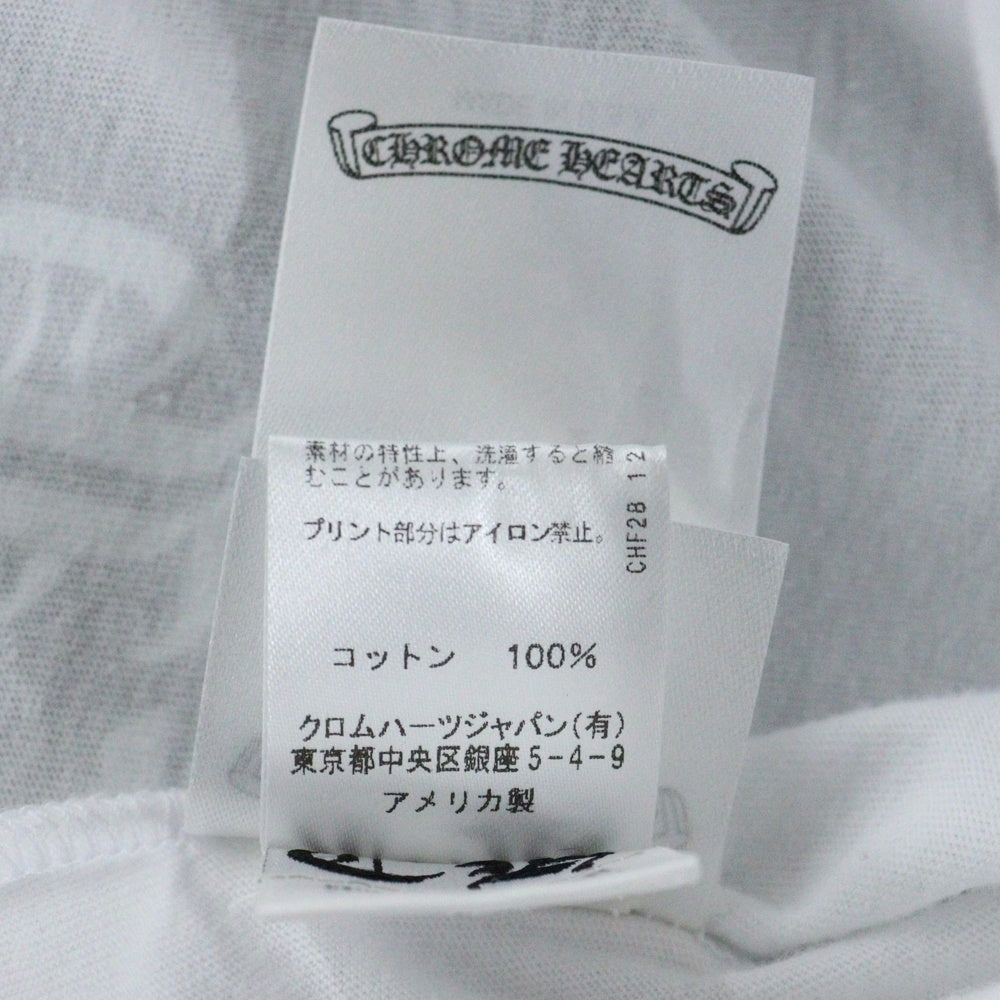 CHROME HEARTS
素材の特性上、洗濯すると縮
むことがあります。
プリント部分はアイロン禁止。
CHF28 12
コットン 100%
クロムハーツジャパン(有)
東京都中央区銀座5-4-9
アメリカ製